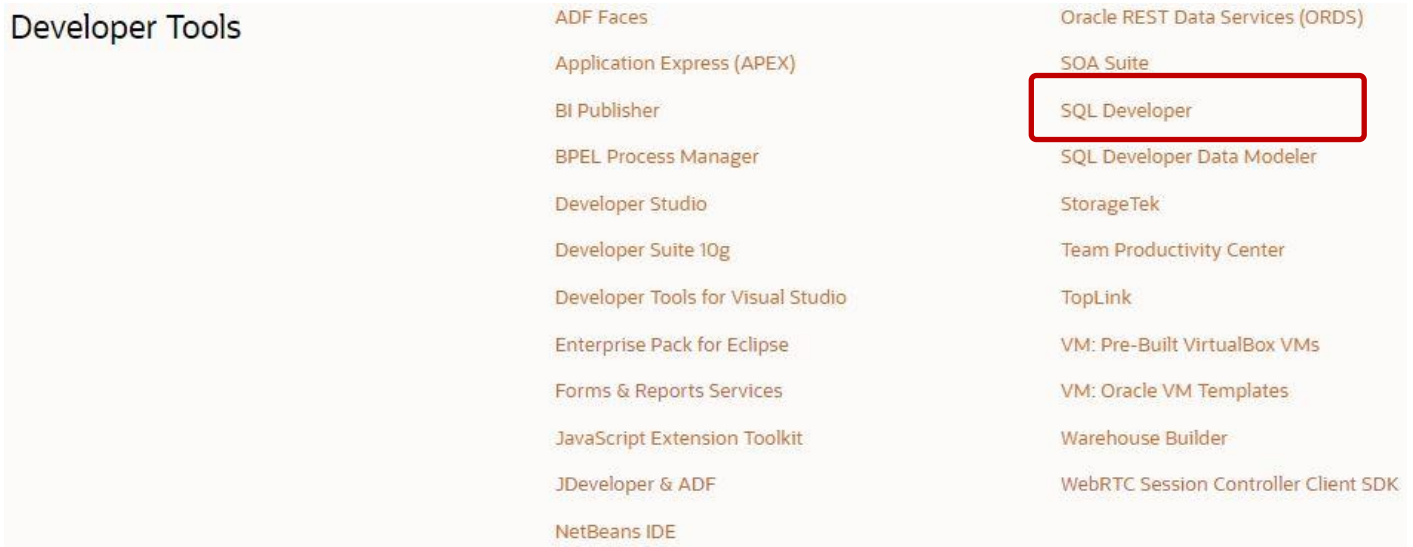 Developer Tools
ADF Faces
Application Express (APEX)
BI Publisher
BPEL Process Manager
Developer Studio
Developer Suite 10g
Developer Tools for Visual Studio
Enterprise Pack for Eclipse
Forms & Reports Services
JavaScript Extension Toolkit
JDeveloper & ADF
NetBeans IDE
Oracle REST Data Services (ORDS)
SOA Suite
SQL Developer
SQL Developer Data Modeler
StorageTek
Team Productivity Center
TopLink
VM: Pre-Built VirtualBox VMs
VM: Oracle VM Templates
Warehouse Builder
WebRTC Session Controller Client SDK